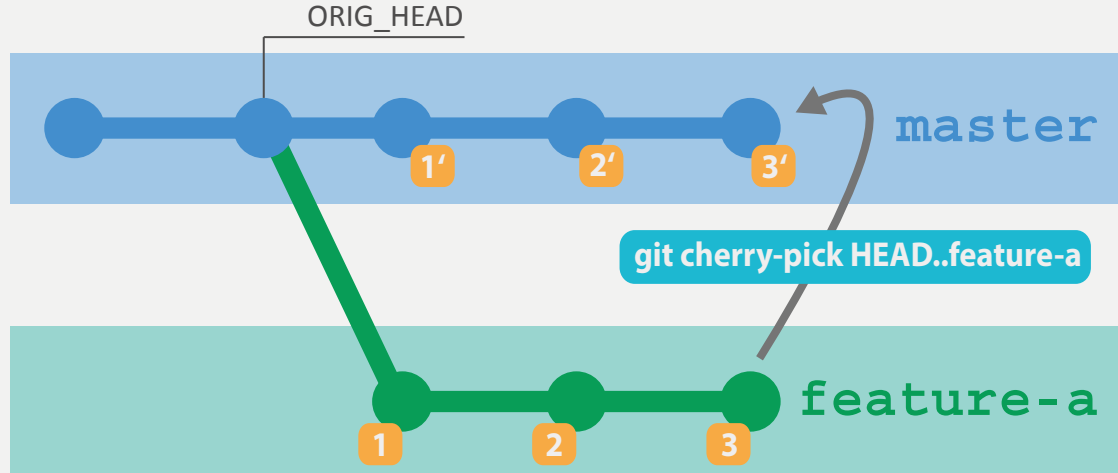 ORIG_HEAD
master
1‘
2‘
3‘
git cherry-pick HEAD..feature-a
feature-a
1
2
3